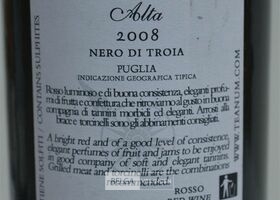 Alta
2008
NERO DI TROIA
PUGLIA
INDICAZIONE GEOGRAFICA TIPICA
Rosso luminoso e di buona consistenza, eleganti profu-
mi di frutta e confettura che ritroviamo al gusto in buona
compagnia di tannini morbidi ed eleganti. Arrosti alla
brace e torcinelli sono gli abbinamenti consigliati.
A bright red and of a good level of consistence,
elegant perfumes of fruit and jams to be enjoyed
in good company of soft and elegant tannins.
Grilled meat and torcinelli are the
recommended.
ROSSO
RED WINE
CONTAINS SULPHITES
WWW.TEANUM.COM